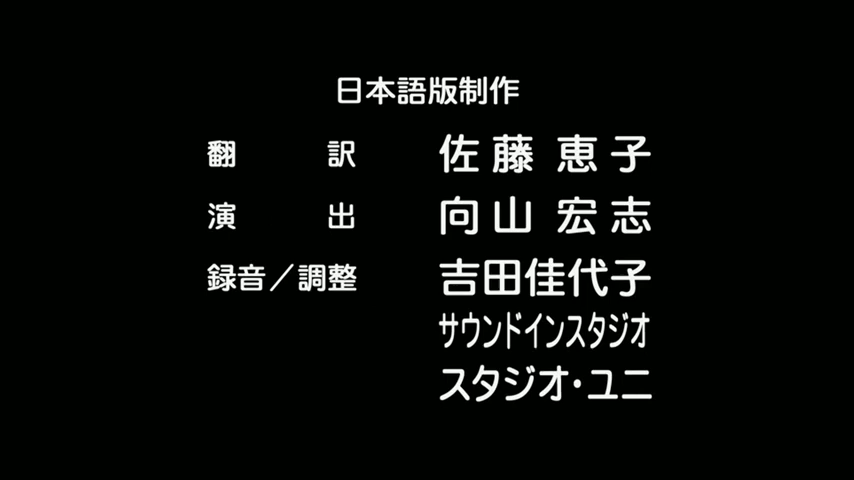 日本語版制作
翻訳 佐藤恵子
演出 向山宏志
録音／調整 吉田佳代子
サウンドインスタジオ
スタジオ・ユニ